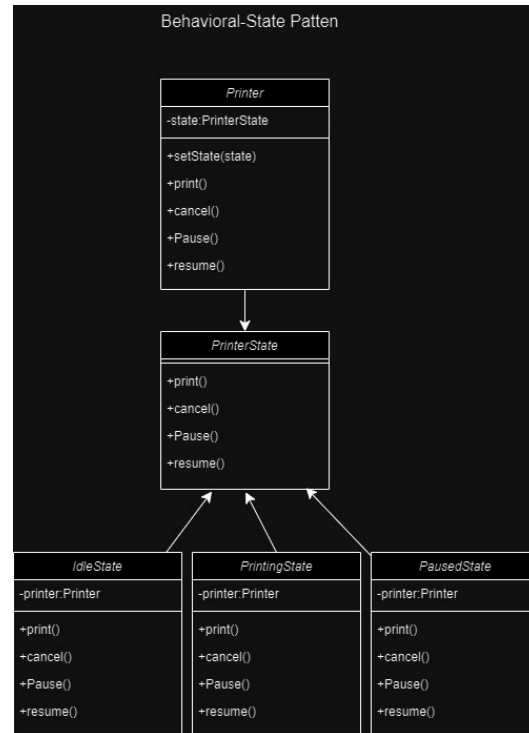 Behavioral-State Patten
Printer
-state:PrinterState
+setState(state)
+print()
+cancel()
+Pause()
+resume()
PrinterState
+print()
+cancel()
+Pause()
+resume()
IdleState
-printer:Printer
+print()
+cancel()
+Pause()
+resume()
PrintingState
-printer:Printer
+print()
+cancel()
+Pause()
+resume()
PausedState
-printer:Printer
+print()
+cancel()
+Pause()
+resume()